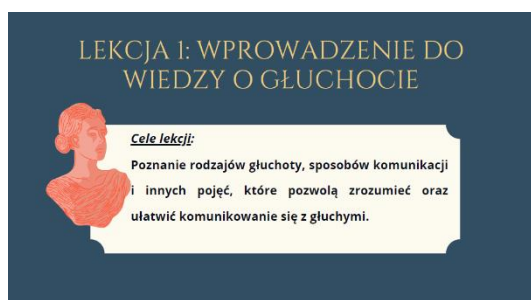 LEKCJA 1: WPROWADZENIE DO
WIEDZY O GŁUCHOCIE
Cele lekcji:
Poznanie rodzajów głuchoty, sposobów komunikacji
i innych pojęć, które pozwolą zrozumieć oraz
ułatwić komunikowanie się z głuchymi.